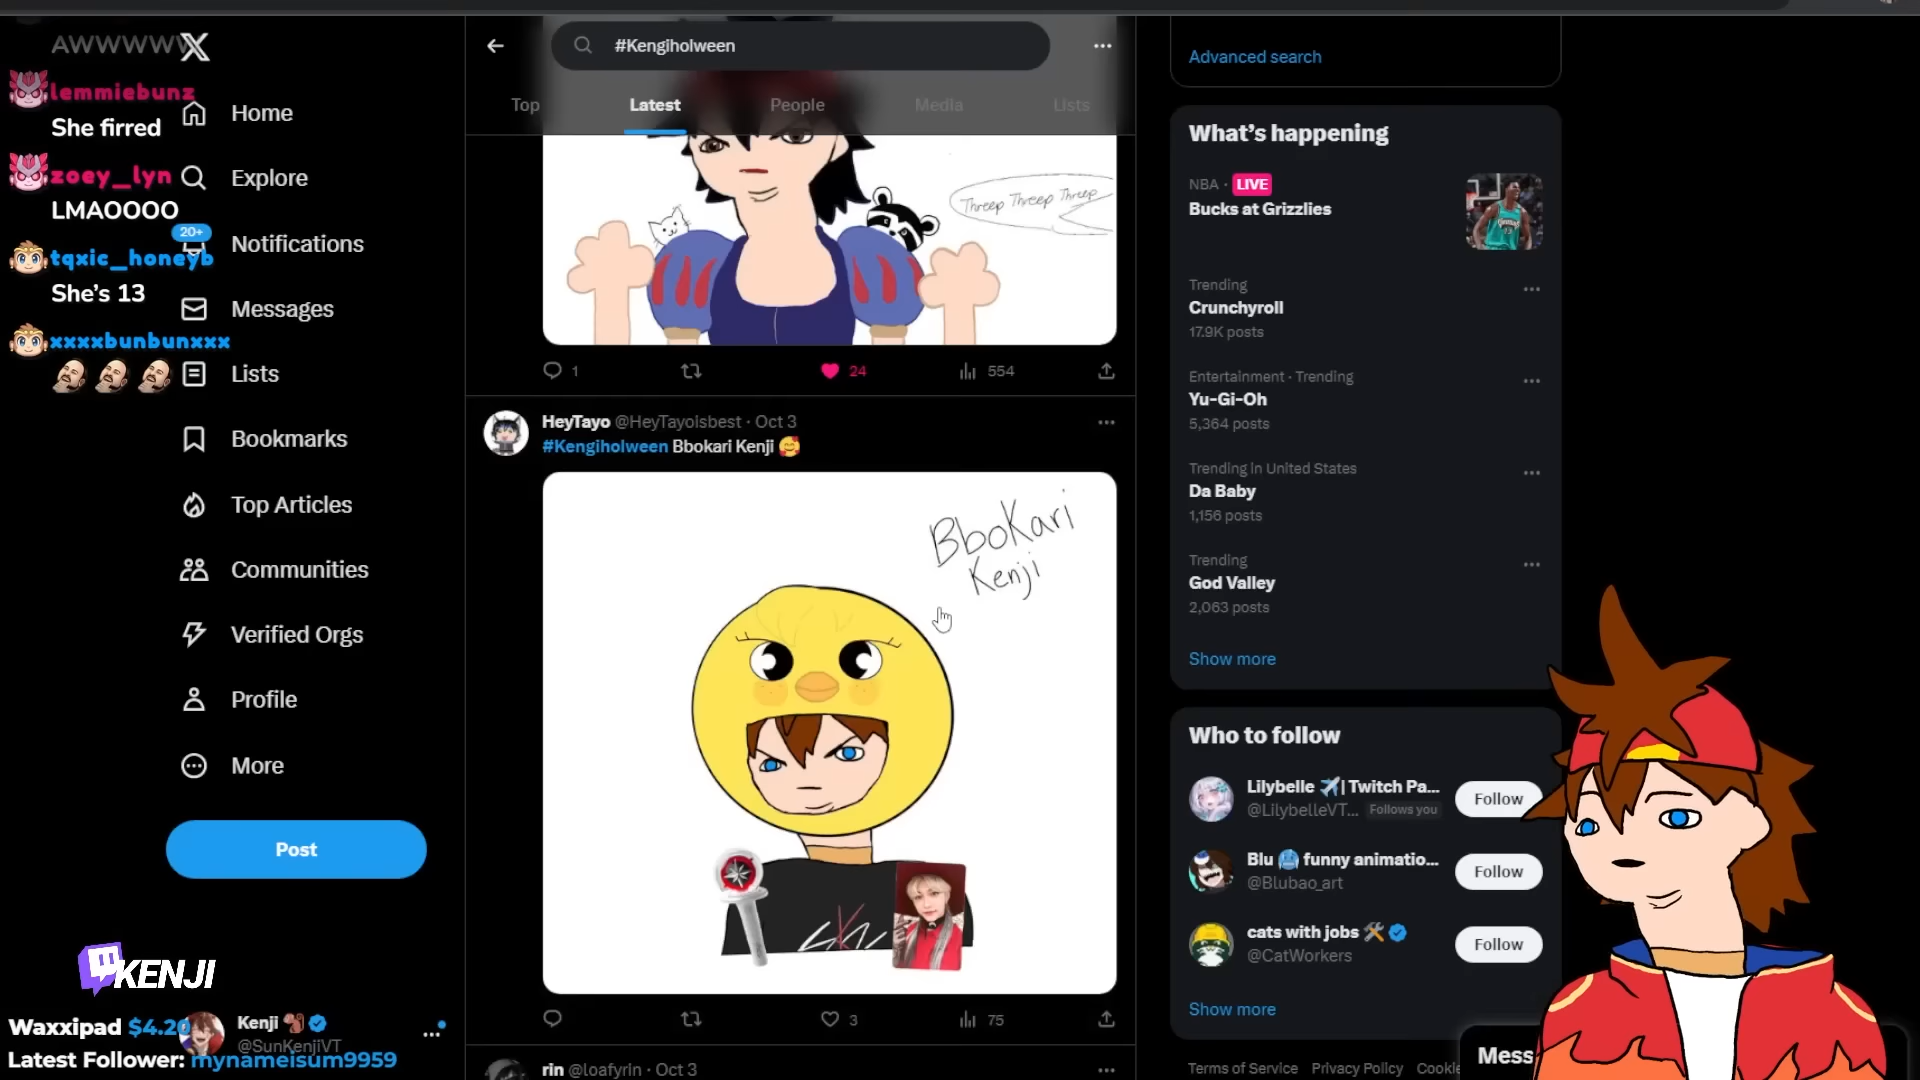 AWWWWW
lemmiebunz
She firred
zoey_lyn
LMAOOOO
tqxic_honeyb
She's 13
xxxxbunbunxxx
Home
Explore
20+
Notifications
Messages
Lists
Bookmarks
Top Articles
Communities
Verified Orgs
Profile
More
Post
KENJI
Waxxipad $4.20
Kenji
@SunKenjiVT
Latest Follower: mynameisum9959
#Kengiholween
Top
Latest
People
Media
Lists
Threep Threep Threep
1
24
554
HeyTayo @HeyTayoisbest · Oct 3
#Kengiholween Bbokari Kenji
BboKari
Kenji
3
75
rin @loafyrin · Oct 3
Advanced search
What's happening
NBA · LIVE
Bucks at Grizzlies
Trending
Crunchyroll
17.9K posts
Entertainment · Trending
Yu-Gi-Oh
5,364 posts
Trending in United States
Da Baby
1,156 posts
Trending
God Valley
2,063 posts
Show more
Who to follow
Lilybelle ✈️| Twitch Pa...
@LilybelleVT... Follows you
Follow
Blu 🥶 funny animatio...
@Blubao_art
Follow
cats with jobs 🛠️
@CatWorkers
Follow
Show more
Terms of Service Privacy Policy Cookie
Mess